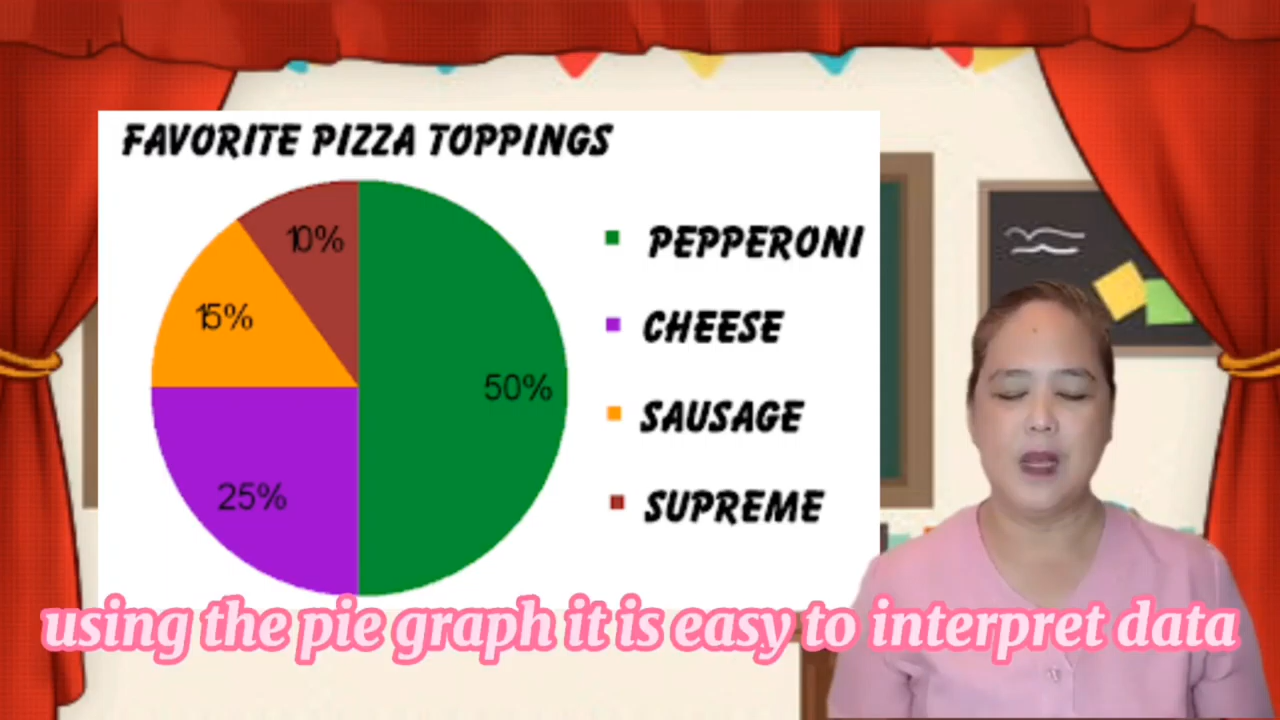 FAVORITE PIZZA TOPPINGS
10%
PEPPERONI
15%
CHEESE
50%
SAUSAGE
25%
SUPREME
using the pie graph it is easy to interpret data